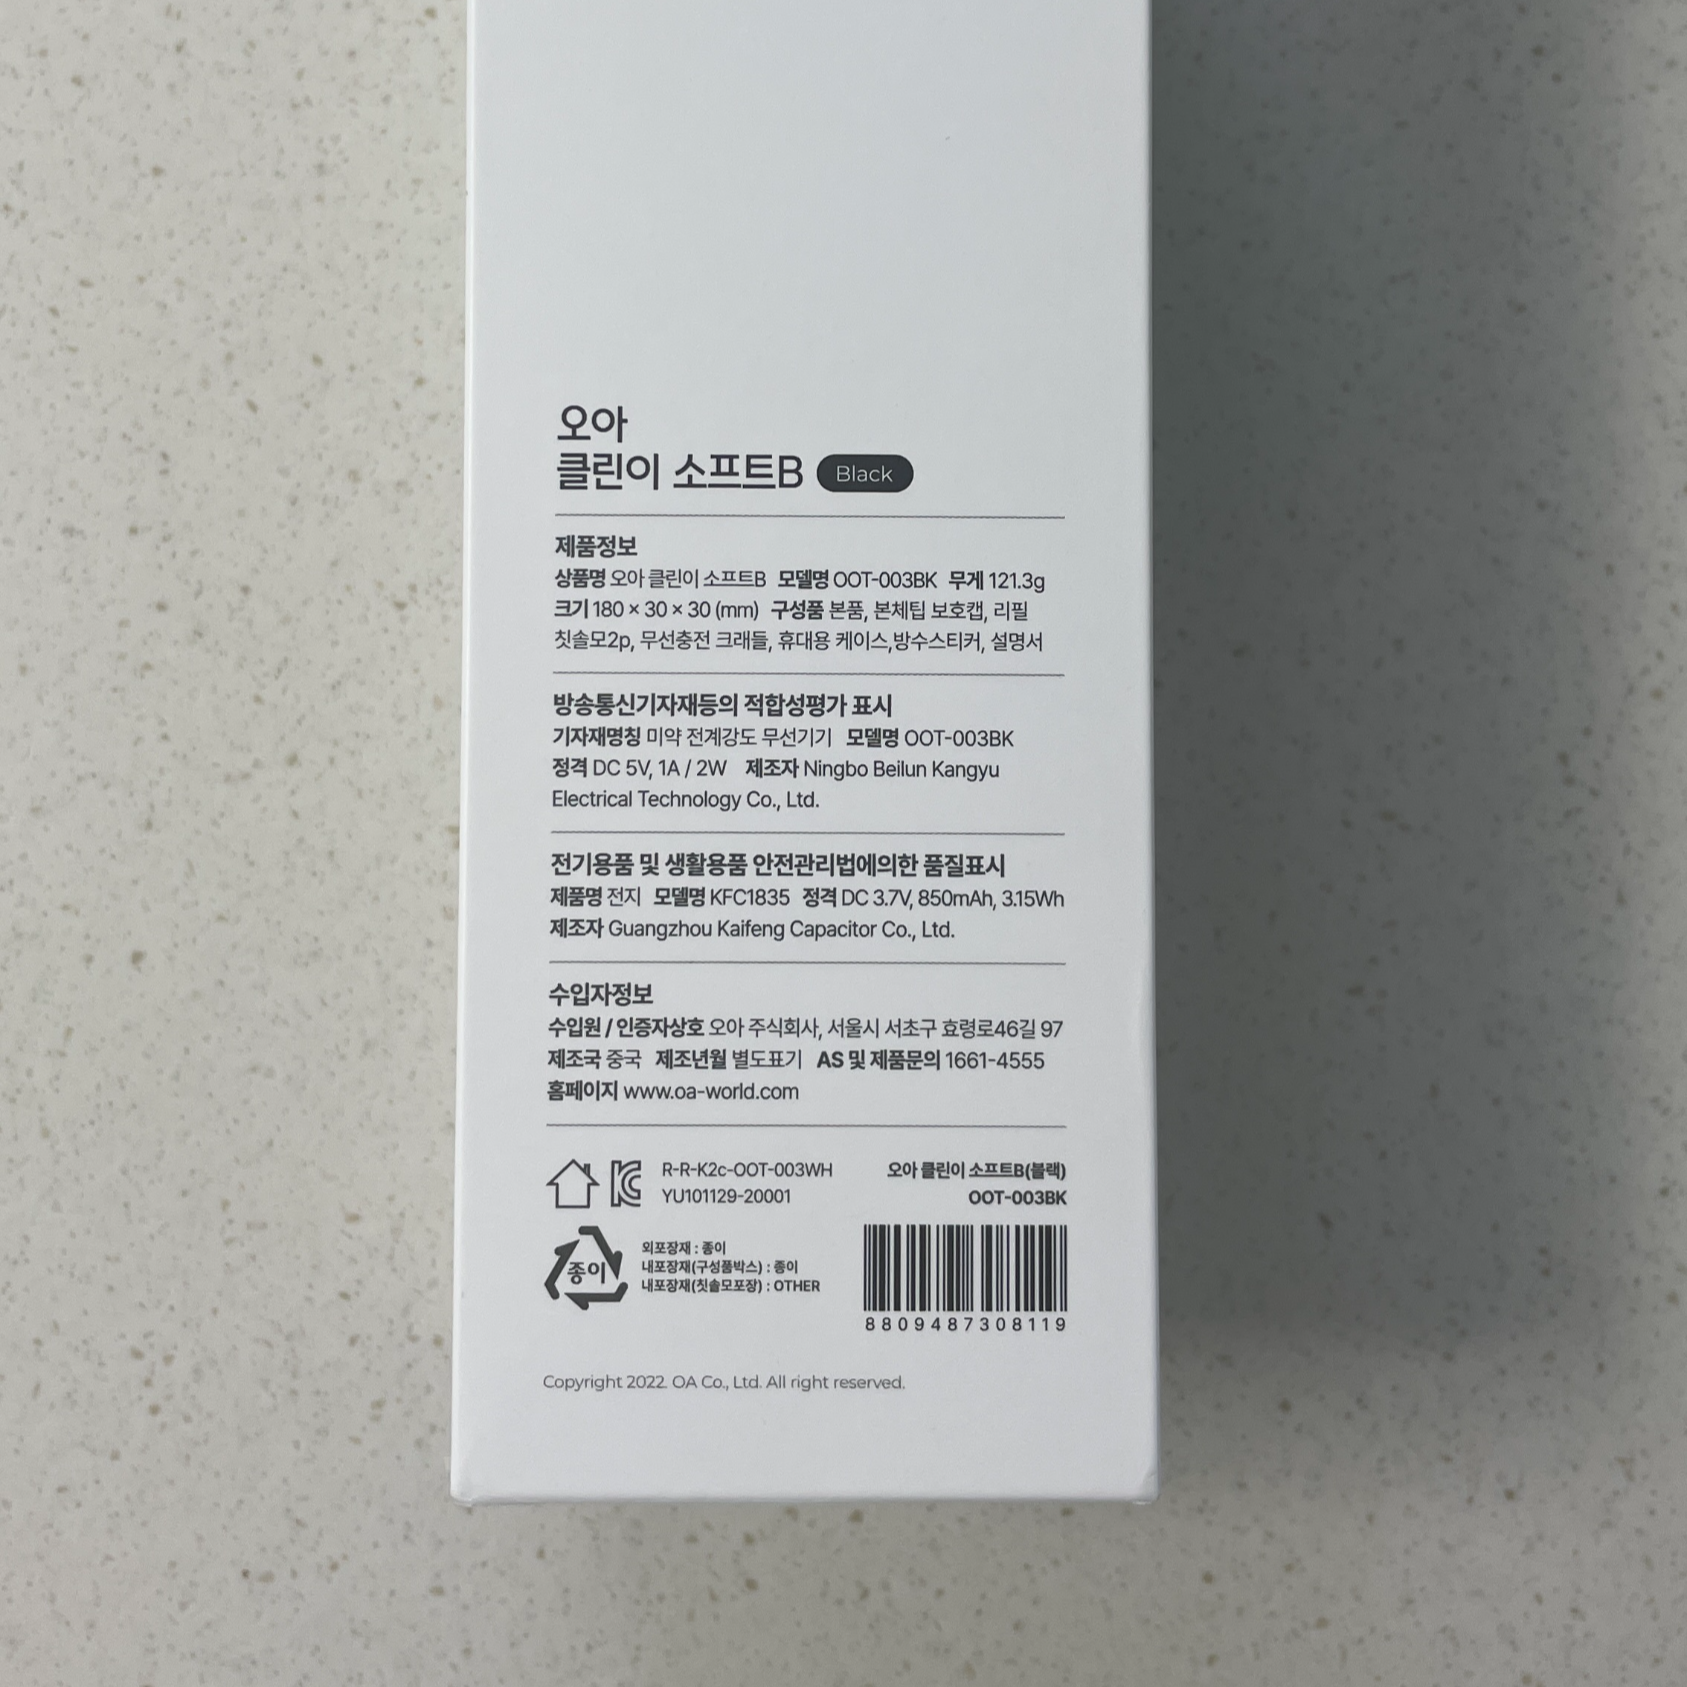 오아
클린이 소프트B Black
제품정보
상품명 오아 클린이 소프트B 모델명 OOT-003BK 무게 121.3g
크기 180 × 30 × 30 (mm) 구성품 본품, 본체팁 보호캡, 리필
칫솔모2p, 무선충전 크래들, 휴대용 케이스,방수스티커, 설명서
방송통신기자재등의 적합성평가 표시
기자재명칭 미약 전계강도 무선기기 모델명 OOT-003BK
정격 DC 5V, 1A / 2W 제조자 Ningbo Beilun Kangyu
Electrical Technology Co., Ltd.
전기용품 및 생활용품 안전관리법에의한 품질표시
제품명 전지 모델명 KFC1835 정격 DC 3.7V, 850mAh, 3.15Wh
제조자 Guangzhou Kaifeng Capacitor Co., Ltd.
수입자정보
수입원 / 인증자상호 오아 주식회사, 서울시 서초구 효령로46길 97
제조국 중국 제조년월 별도표기 AS 및 제품문의 1661-4555
홈페이지 www.oa-world.com
R-R-K2c-OOT-003WH
YU101129-20001
오아 클린이 소프트B(블랙)
OOT-003BK
종이
외포장재 : 종이
내포장재(구성품박스) : 종이
내포장재(칫솔모포장) : OTHER
8809487308119
Copyright 2022. OA Co., Ltd. All right reserved.